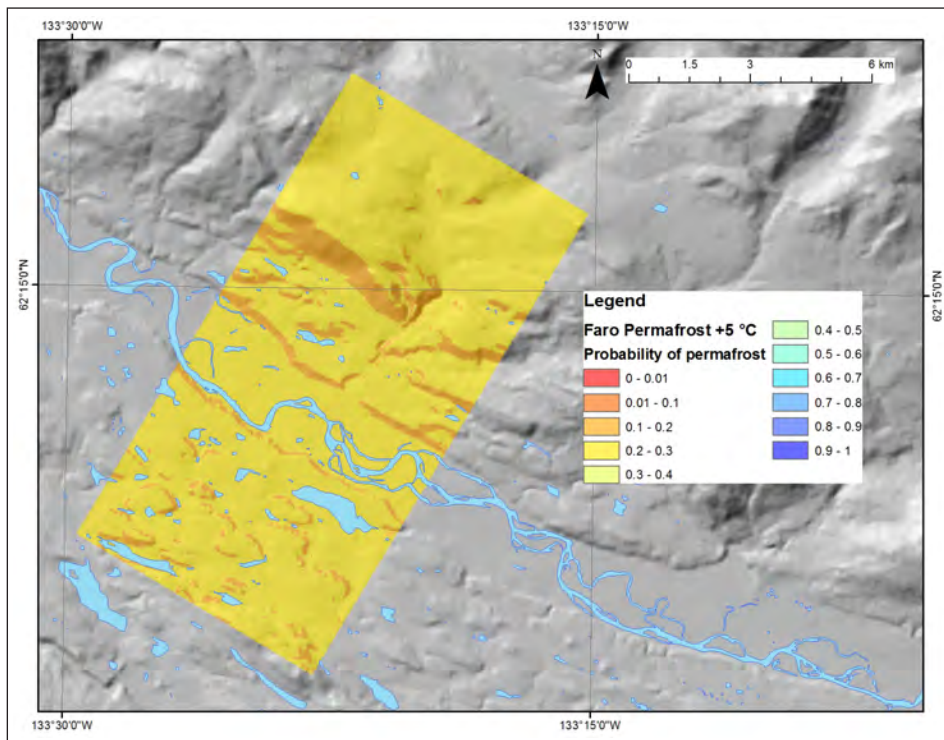 133°30'0"W
133°15'0"W
N
0 1.5 3 6 km
62°15'0"N
62°15'0"N
Legend
Faro Permafrost +5 °C
Probability of permafrost
0 - 0.01
0.01 - 0.1
0.1 - 0.2
0.2 - 0.3
0.3 - 0.4
0.4 - 0.5
0.5 - 0.6
0.6 - 0.7
0.7 - 0.8
0.8 - 0.9
0.9 - 1
133°30'0"W
133°15'0"W